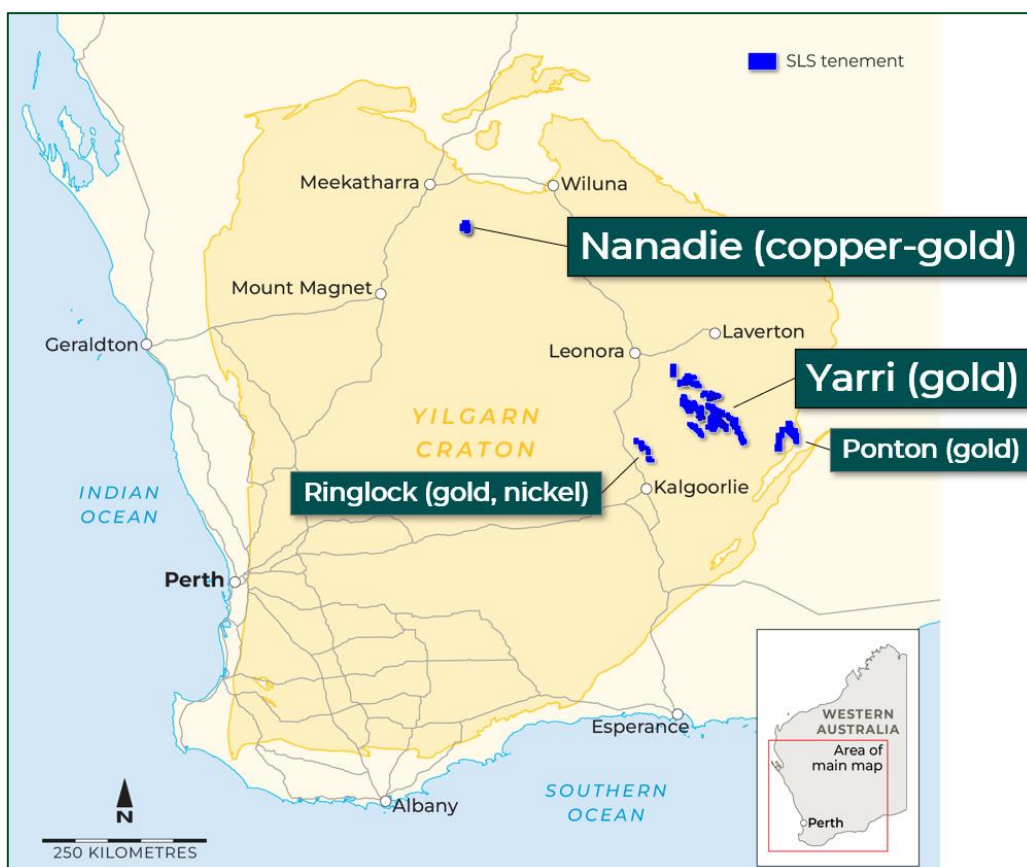 SLS tenement
Meekatharra
Wiluna
Nanadie (copper-gold)
Mount Magnet
Geraldton
Leonora
Laverton
Yarri (gold)
YILGARN
CRATON
Ponton (gold)
Ringlock (gold, nickel)
Kalgoorlie
INDIAN
OCEAN
Perth
Esperance
SOUTHERN
OCEAN
Albany
N
250 KILOMETRES
WESTERN
AUSTRALIA
Area of
main map
Perth